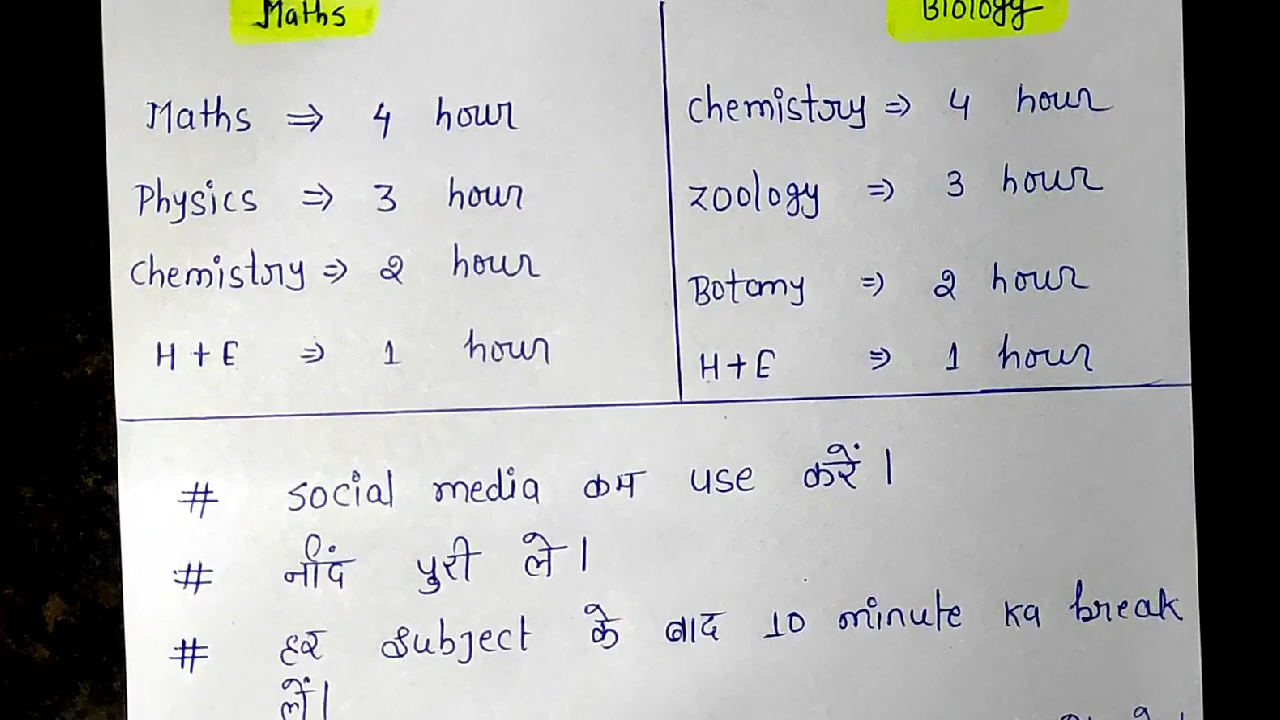 Maths
Maths ⇒ 4 hour
Physics ⇒ 3 hour
Chemistry ⇒ 2 hour
H + E ⇒ 1 hour
Biology
Chemistry ⇒ 4 hour
Zoology ⇒ 3 hour
Botany ⇒ 2 hour
H + E ⇒ 1 hour
# social media कम use करें।
# नींद पुरी ले।
# हर subject के बाद 10 minute ka break
लें।